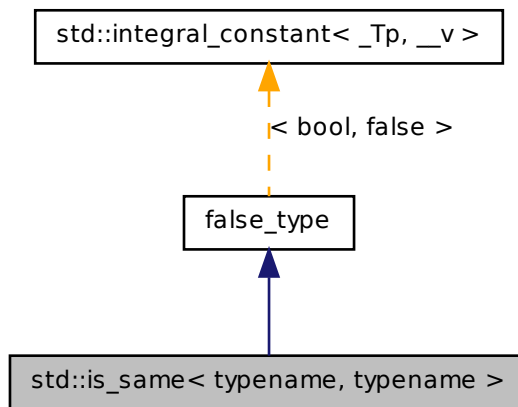 std::integral_constant< _Tp, __v >
< bool, false >
false_type
std::is_same< typename, typename >